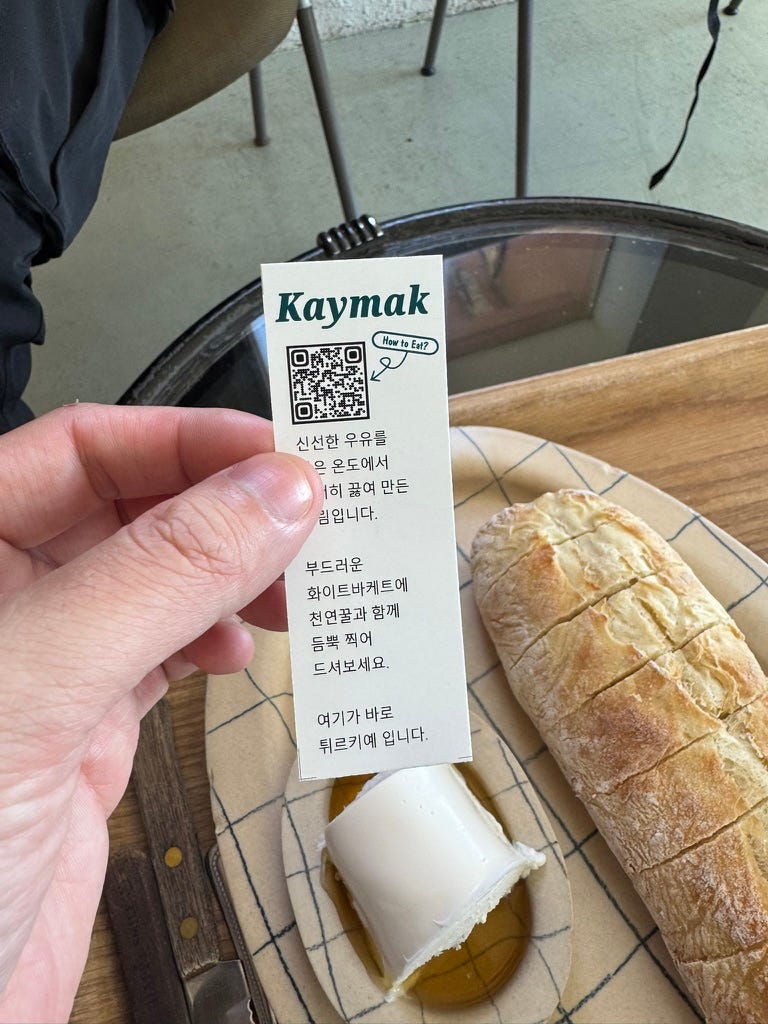 Kaymak
How to Eat?
신선한 우유를
온도에서
끓여 만든
부드러운
화이트바케트에
천연꿀과 함께
듬뿍 찍어
드셔보세요.
여기가 바로
튀르키예 입니다.